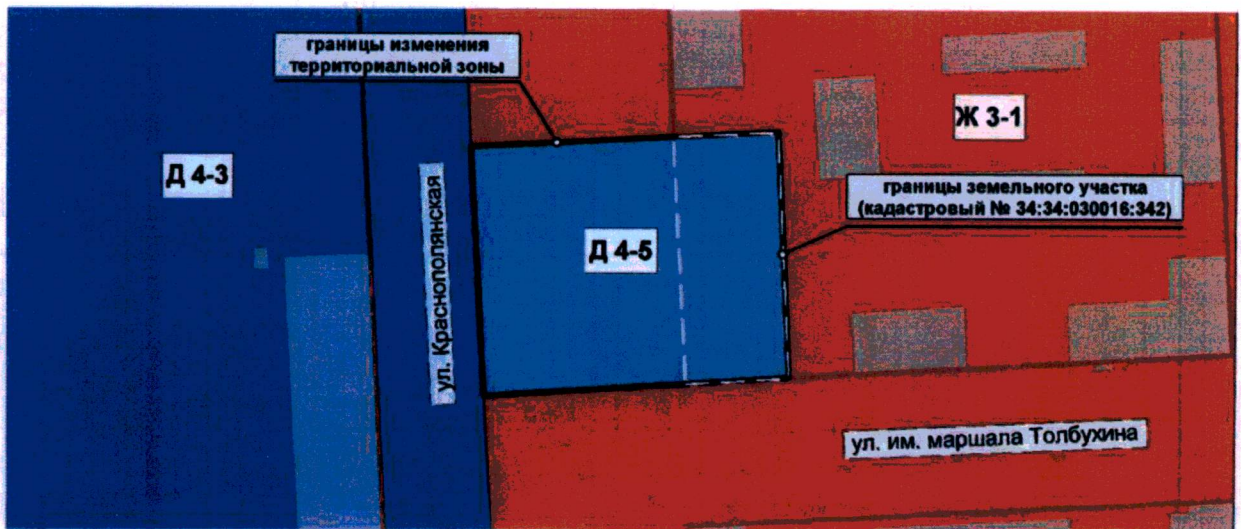 границы изменения
территориальной зоны
Ж 3-1
Д 4-3
границы земельного участка
(кадастровый № 34:34:030016:342)
ул. Краснополянская
Д 4-5
ул. им. маршала Толбухина